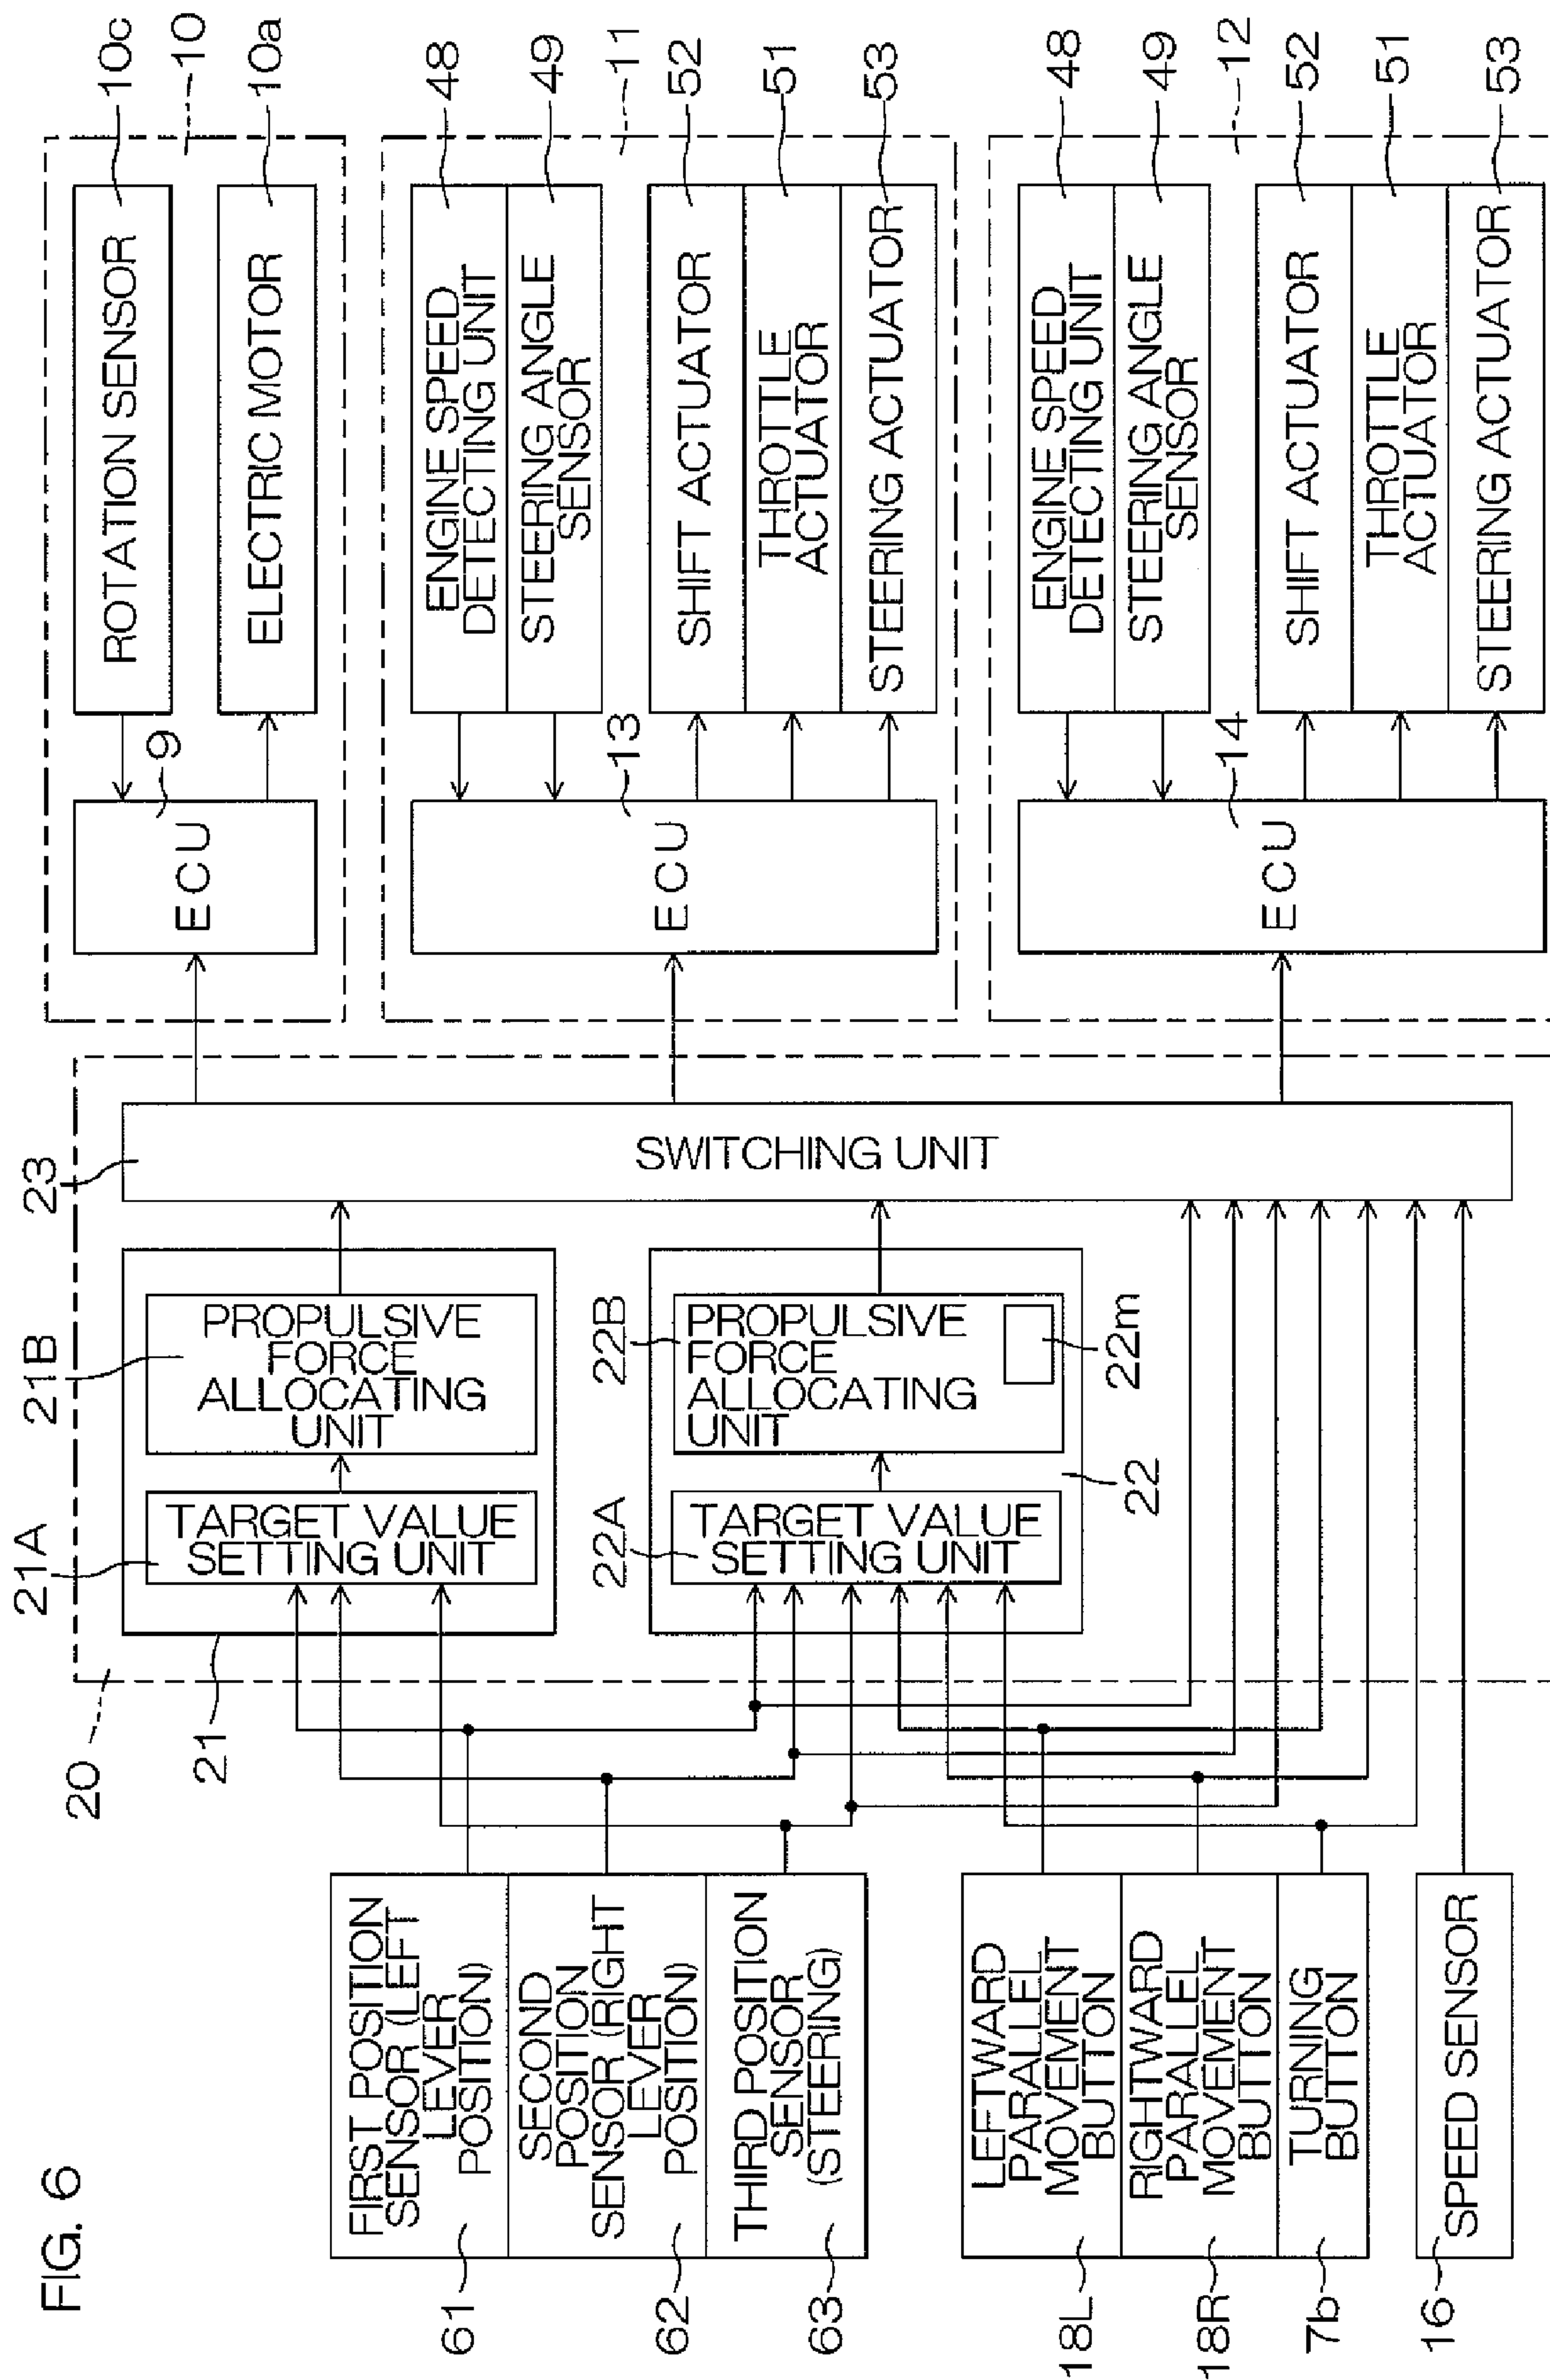 FIG. 6
FIRST POSITION
SENSOR (LEFT
LEVER
POSITION)
61
SECOND
POSITION
SENSOR (RIGHT
LEVER
POSITION)
62
THIRD POSITION
SENSOR
(STEERING)
63
LEFTWARD
PARALLEL
MOVEMENT
BUTTON
18L
RIGHTWARD
PARALLEL
MOVEMENT
BUTTON
18R
TURNING
BUTTON
7b
SPEED SENSOR
16
20
21
21A
TARGET VALUE
SETTING UNIT
21B
PROPULSIVE
FORCE
ALLOCATING
UNIT
22A
TARGET VALUE
SETTING UNIT
22
22B
PROPULSIVE
FORCE
ALLOCATING
UNIT
22m
23
SWITCHING UNIT
ECU
9
ROTATION SENSOR
10c
10
ELECTRIC MOTOR
10a
ECU
13
ENGINE SPEED
DETECTING UNIT
48
STEERING ANGLE
SENSOR
49
11
SHIFT ACTUATOR
52
THROTTLE
ACTUATOR
51
STEERING ACTUATOR
53
ECU
14
ENGINE SPEED
DETECTING UNIT
48
STEERING ANGLE
SENSOR
49
12
SHIFT ACTUATOR
52
THROTTLE
ACTUATOR
51
STEERING ACTUATOR
53